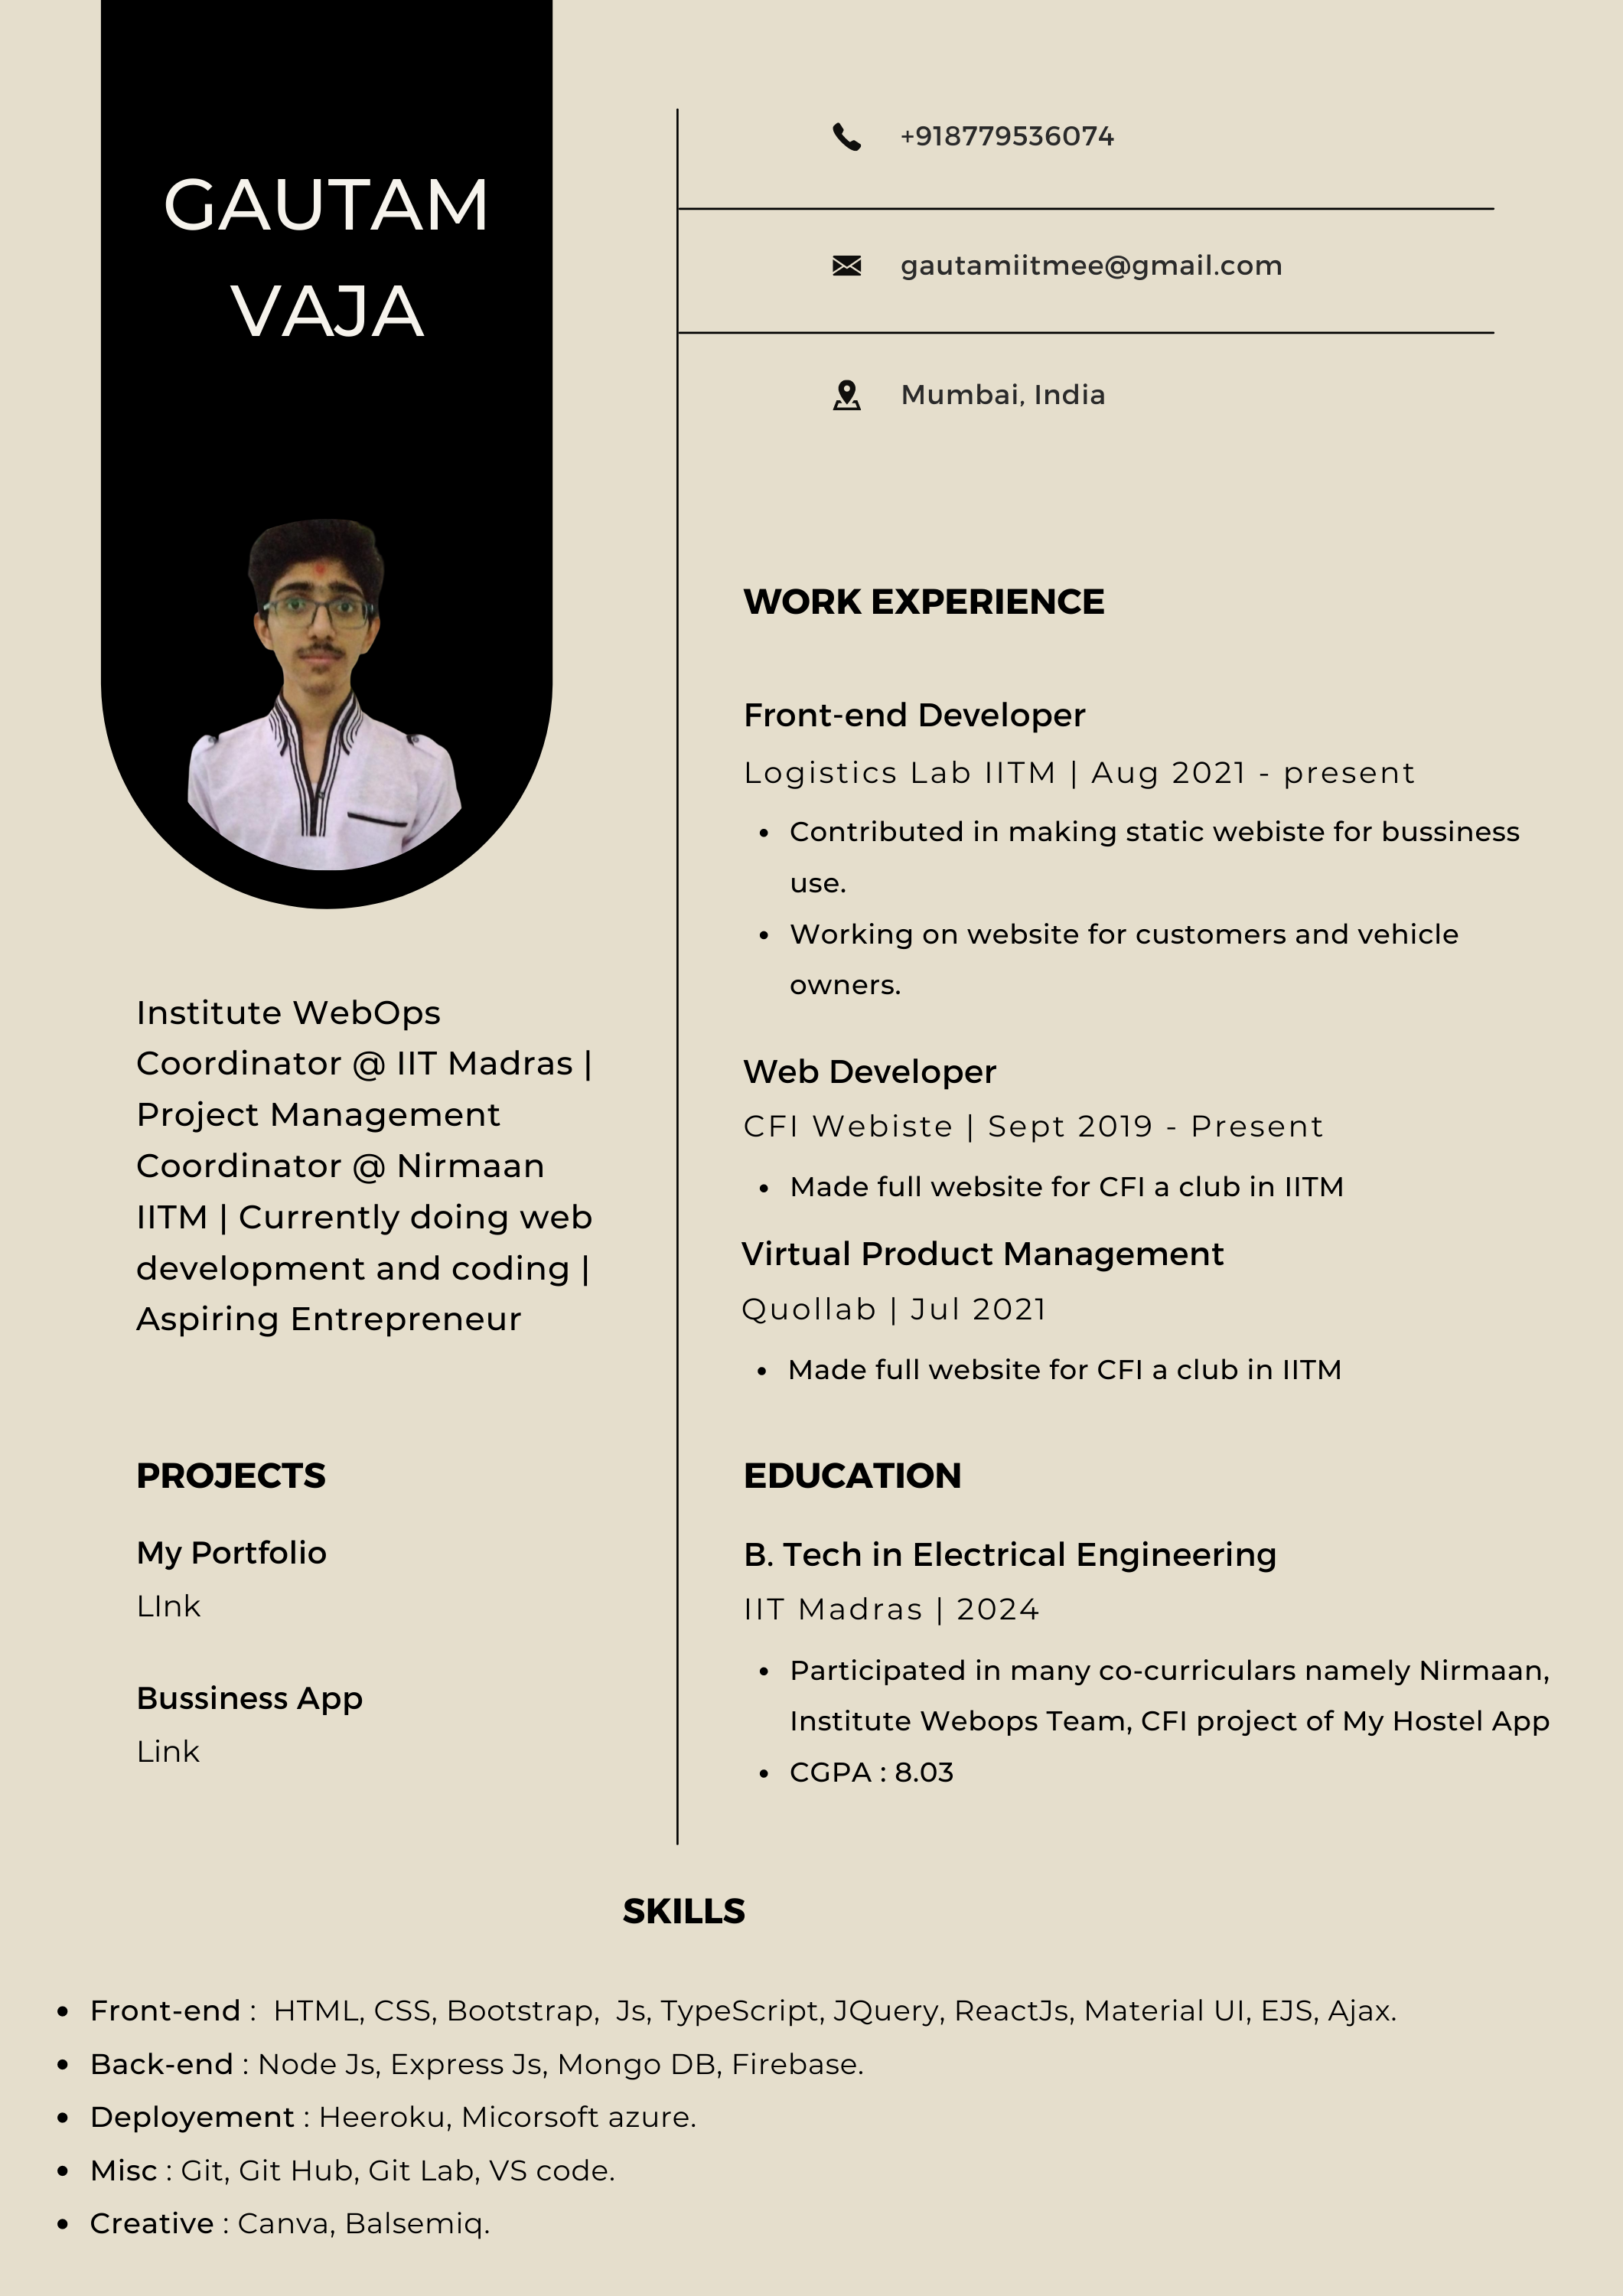 GAUTAM
VAJA
+918779536074
gautamiitmee@gmail.com
Mumbai, India
Institute WebOps
Coordinator @ IIT Madras |
Project Management
Coordinator @ Nirmaan
IITM | Currently doing web
development and coding |
Aspiring Entrepreneur
PROJECTS
My Portfolio
LInk
Bussiness App
Link
WORK EXPERIENCE
Front-end Developer
Logistics Lab IITM | Aug 2021 - present
• Contributed in making static webiste for bussiness
use.
• Working on website for customers and vehicle
owners.
Web Developer
CFI Webiste | Sept 2019 - Present
• Made full website for CFI a club in IITM
Virtual Product Management
Quollab | Jul 2021
• Made full website for CFI a club in IITM
EDUCATION
B. Tech in Electrical Engineering
IIT Madras | 2024
• Participated in many co-curriculars namely Nirmaan,
Institute Webops Team, CFI project of My Hostel App
• CGPA : 8.03
SKILLS
• Front-end : HTML, CSS, Bootstrap, Js, TypeScript, JQuery, ReactJs, Material UI, EJS, Ajax.
• Back-end : Node Js, Express Js, Mongo DB, Firebase.
• Deployement : Heeroku, Micorsoft azure.
• Misc : Git, Git Hub, Git Lab, VS code.
• Creative : Canva, Balsemiq.